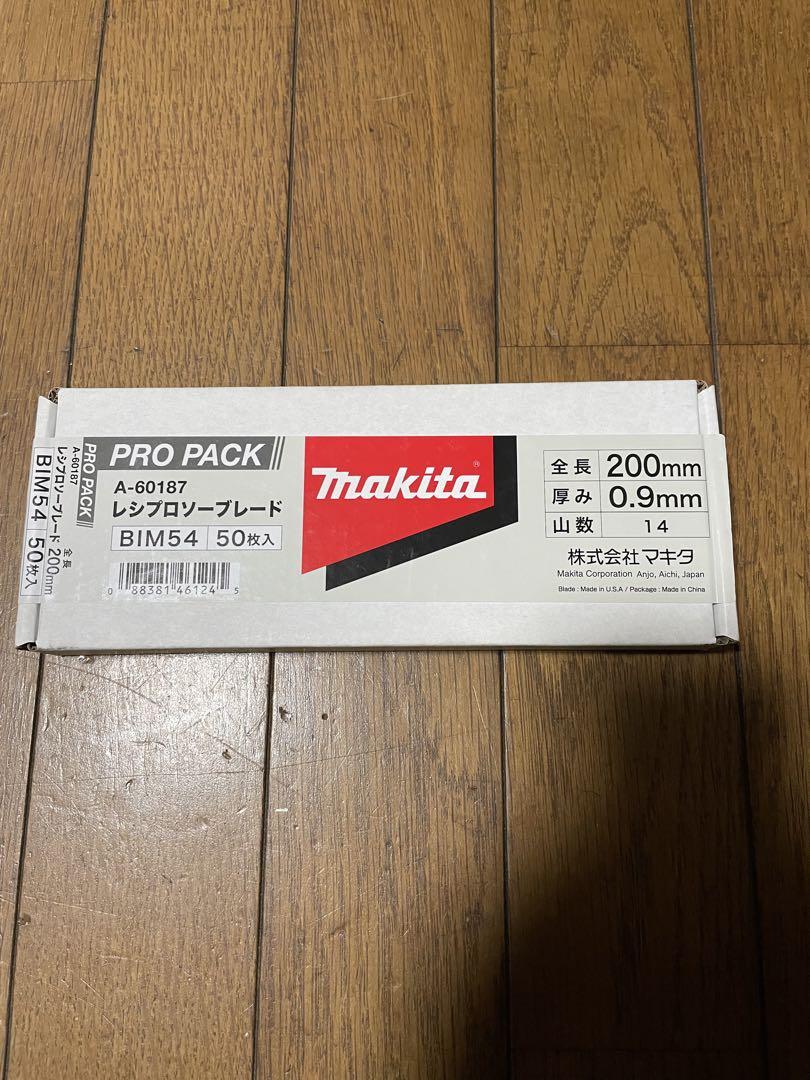 PRO PACK
A-60187
レシプロソーブレード
BIM54 50枚入
0 88381 46124 5
makita®
全長 200mm
厚み 0.9mm
山数 14
株式会社マキタ
Makita Corporation Anjo, Aichi, Japan
Blade : Made in U.S.A / Package : Made in China
PRO PACK
A-60187
レシプロソーブレード 全長 200mm
BIM54 50枚入